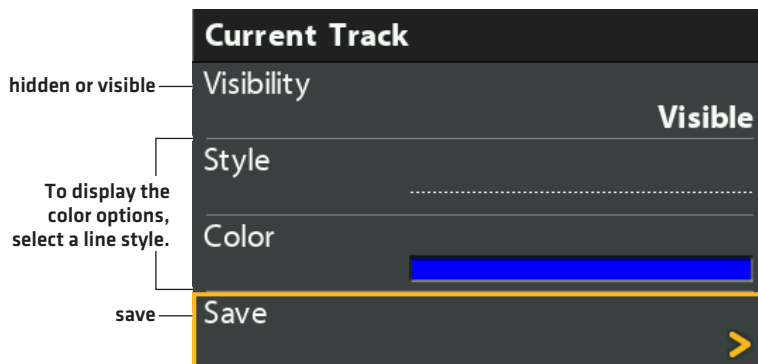 Current Track
hidden or visible
Visibility
Visible
Style
To display the
color options,
select a line style.
Color
save
Save